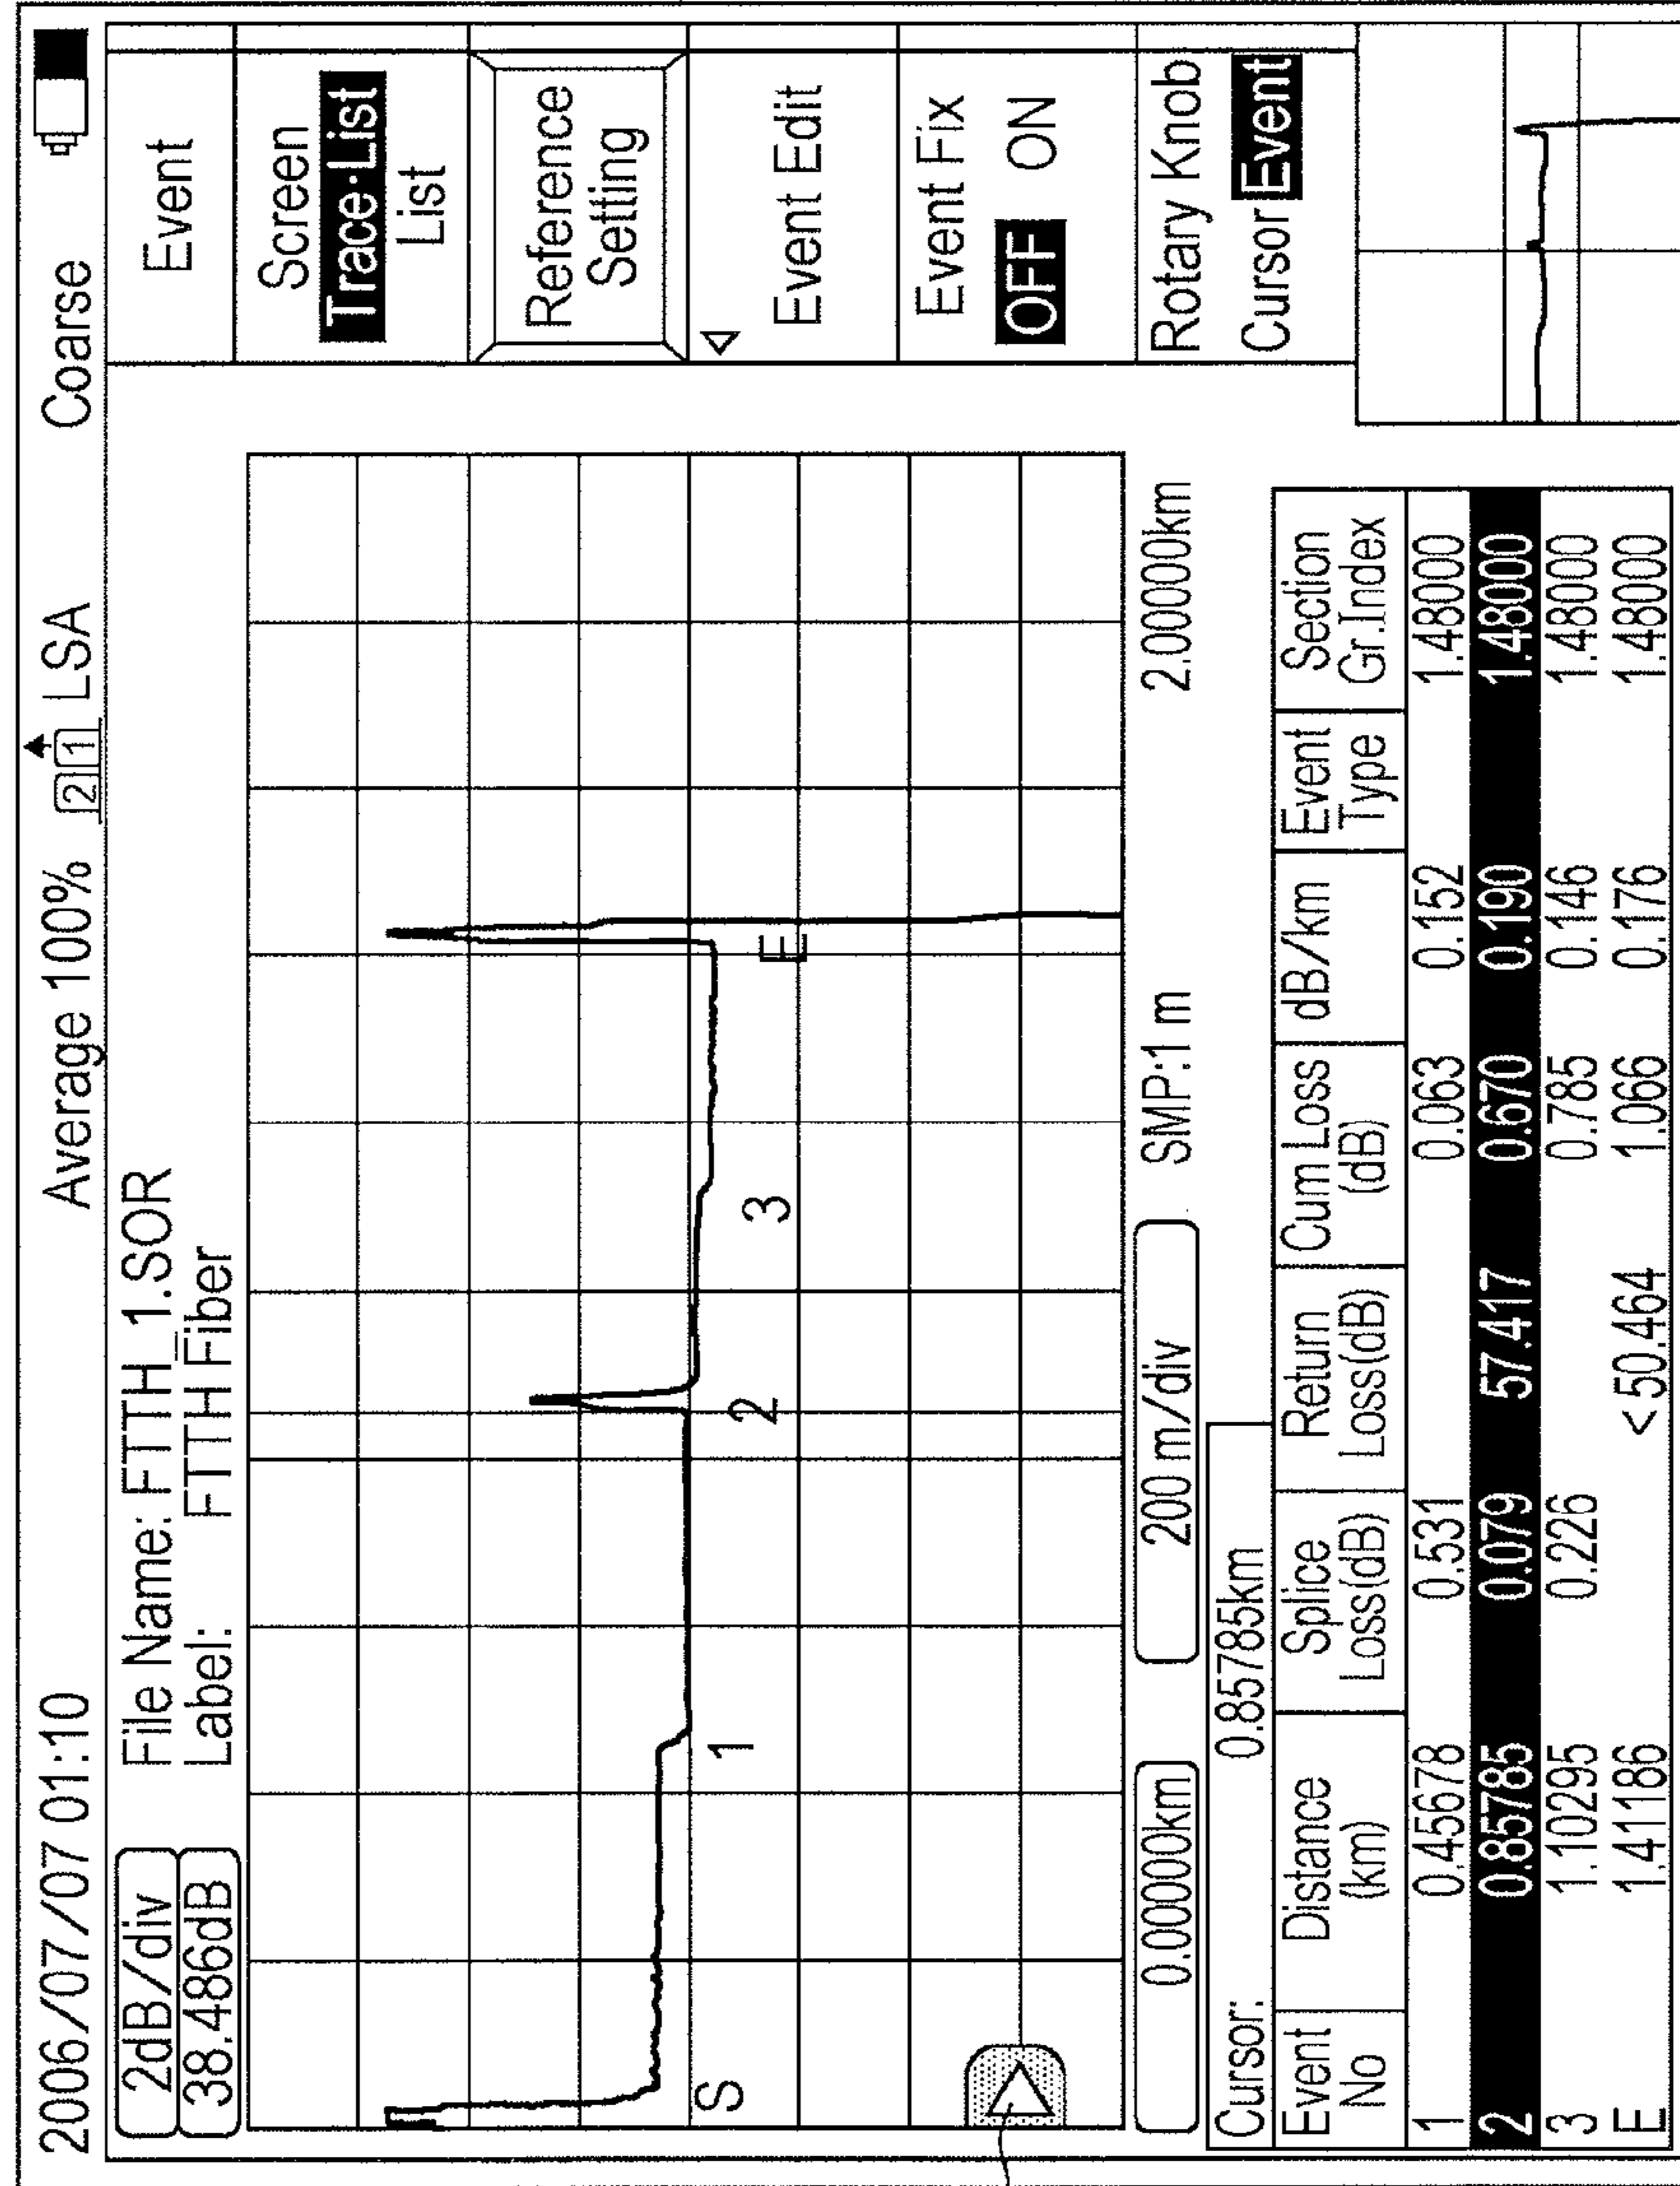 2006/07/07 01:10 Average 100% 2 1 LSA Coarse
2dB/div
38.486dB
File Name: FTTH_1.SOR
Label: FTTH Fiber
S
1
2
3
E
0.00000km 200 m/div SMP:1 m 2.00000km
Cursor: 0.85785km
Event No Distance (km) Splice Loss(dB) Return Loss(dB) Cum Loss (dB) dB/km Event Type Section Gr.Index
1 0.45678 0.531 0.063 0.152 1.48000
2 0.85785 0.079 57.417 0.670 0.190 1.48000
3 1.10295 0.226 0.785 0.146 1.48000
E 1.41186 < 50.464 1.066 0.176 1.48000
Event
Screen
Trace·List
List
Reference
Setting
Event Edit
Event Fix
OFF ON
Rotary Knob
Cursor Event